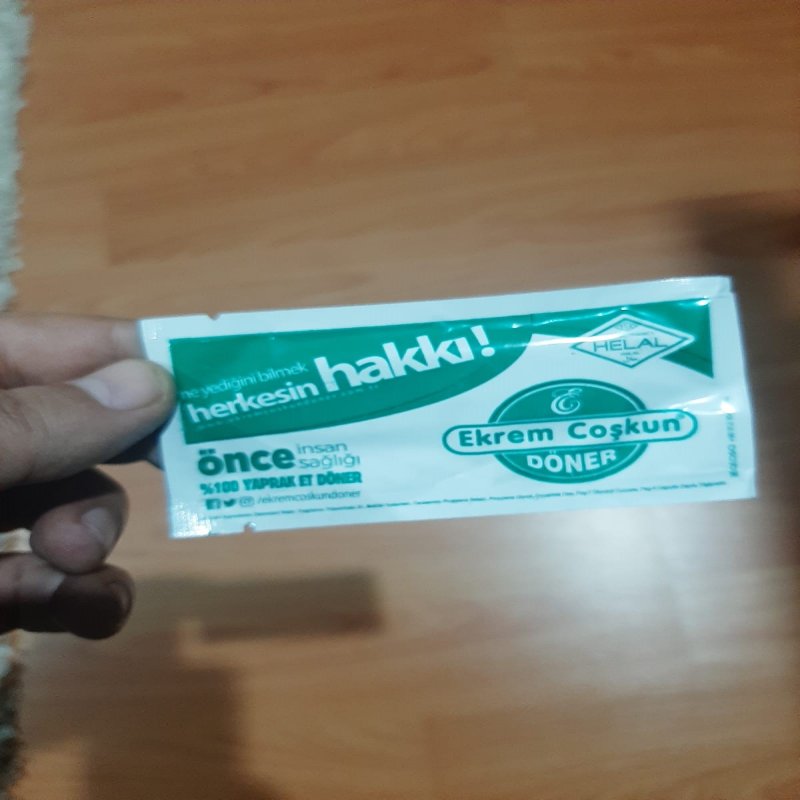 ne yediğini bilmek
herkesin hakkı!
HELAL
önce insan
sağlığı
%100 YAPRAK ET DÖNER
/ekremcoskundoner
E
Ekrem Coşkun
DÖNER